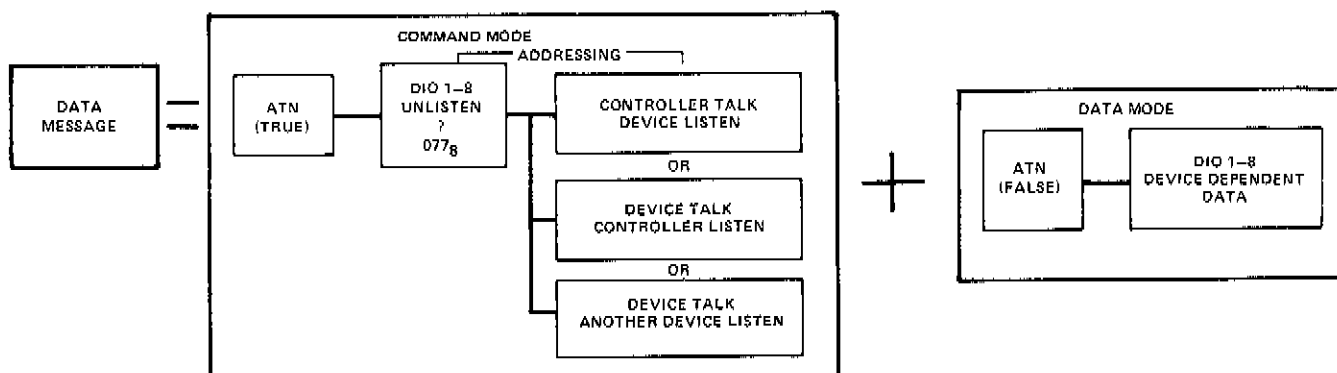 DATA
MESSAGE
=
COMMAND MODE
ADDRESSING
ATN
(TRUE)
DIO 1–8
UNLISTEN
?
077₈
CONTROLLER TALK
DEVICE LISTEN
OR
DEVICE TALK
CONTROLLER LISTEN
OR
DEVICE TALK
ANOTHER DEVICE LISTEN
+
DATA MODE
ATN
(FALSE)
DIO 1–8
DEVICE DEPENDENT
DATA